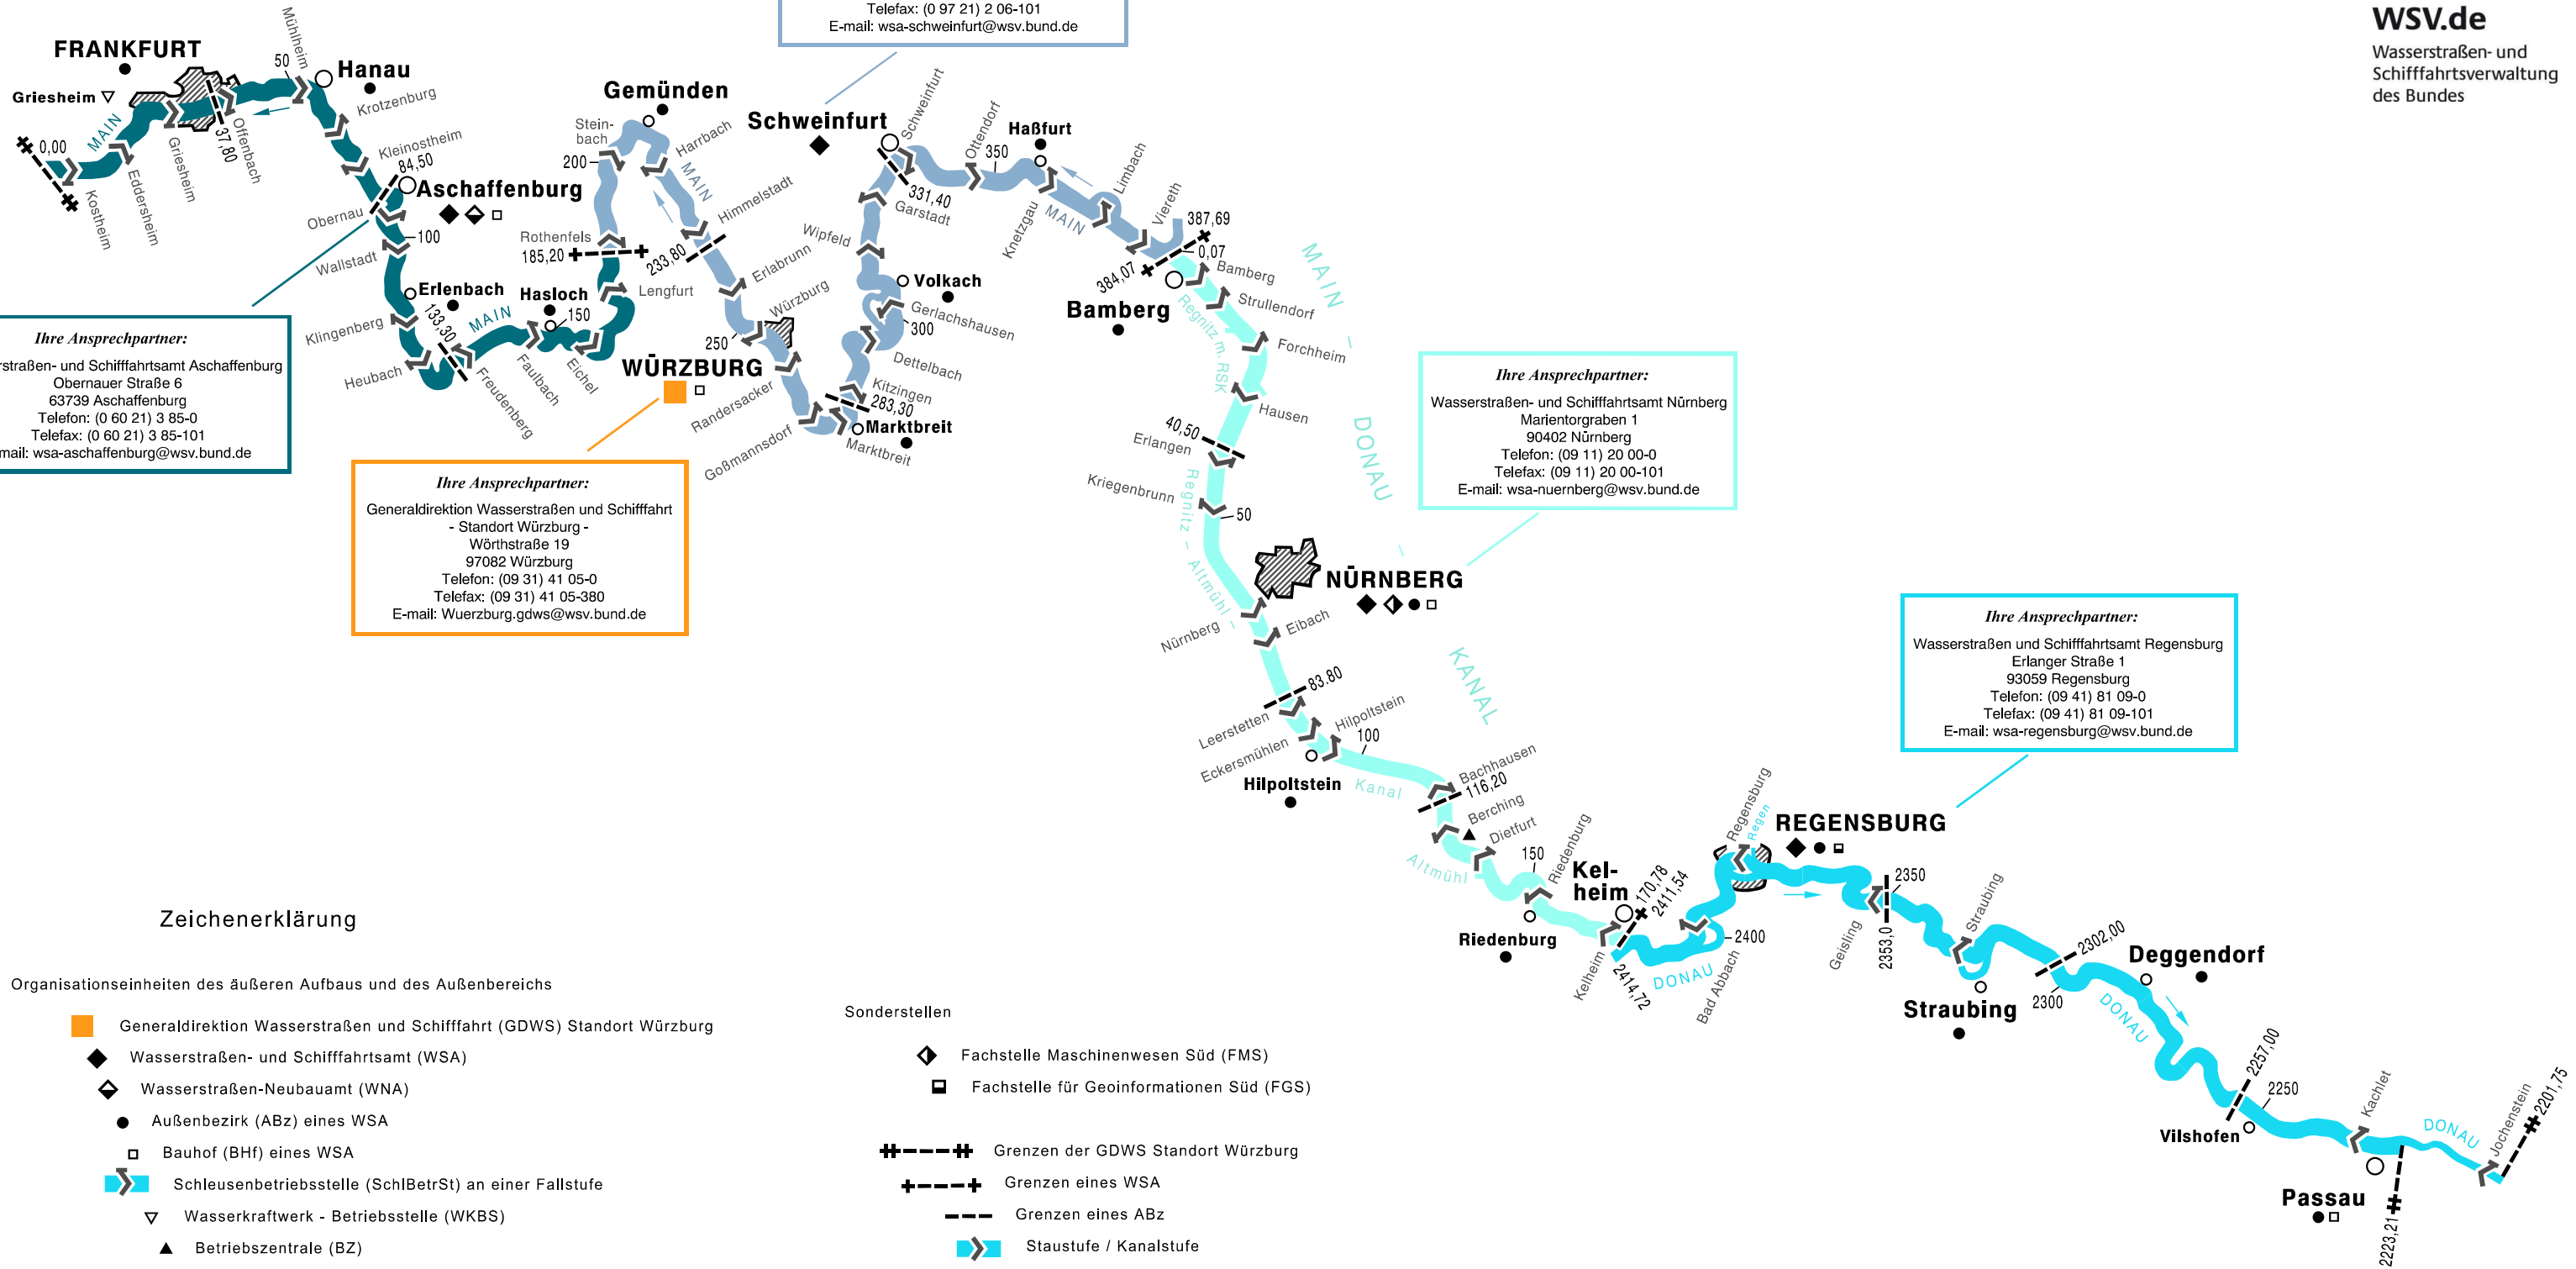 Telefax: (0 97 21) 2 06-101
E-mail: wsa-schweinfurt@wsv.bund.de
WSV.de
Wasserstraßen- und
Schifffahrtsverwaltung
des Bundes
FRANKFURT
Griesheim
0,00
MAIN
Kostheim
Eddersheim
Griesheim
37,80
Offenbach
50
Mühlheim
Hanau
Krotzenburg
Kleinostheim
84,50
Aschaffenburg
Obernau
100
Wallstadt
Erlenbach
Klingenberg
133,30
Heubach
MAIN
Freudenberg
Faulbach
Hasloch
150
Eichel
Lengfurt
Rothenfels
185,20
200
Stein-
bach
Gemünden
Harrbach
MAIN
Himmelstadt
233,80
Erlabrunn
Würzburg
250
WÜRZBURG
Randersacker
Goßmannsdorf
Marktbreit
Marktbreit
283,30
Kitzingen
Dettelbach
300
Gerlachshausen
Volkach
Wipfeld
Garstadt
331,40
Schweinfurt
Schweinfurt
Ottendorf
350
Haßfurt
Knetzgau
MAIN
Limbach
Viereth
387,69
0,07
384,07
Bamberg
Bamberg
Strullendorf
Regnitz m. RSK
Forchheim
Hausen
40,50
Erlangen
Kriegenbrunn
50
Regnitz – Altmühl –
MAIN – DONAU – KANAL
NÜRNBERG
Nürnberg
Eibach
83.80
Leerstetten
Eckersmühlen
Hilpoltstein
Hilpoltstein
100
Kanal
Bachhausen
116,20
Berching
Dietfurt
Altmühl
150
Riedenburg
Riedenburg
Kel-
heim
170,78
2411,54
Kelheim
2414,72
DONAU
Bad Abbach
2400
Regensburg
Regen
REGENSBURG
Geisling
2353,0
2350
Straubing
Straubing
2302,00
2300
Deggendorf
DONAU
2257,00
2250
Vilshofen
Kachlet
Passau
2223,21
DONAU
Jochenstein
2201,75
Ihre Ansprechpartner:
rstraßen- und Schifffahrtsamt Aschaffenburg
Obernauer Straße 6
63739 Aschaffenburg
Telefon: (0 60 21) 3 85-0
Telefax: (0 60 21) 3 85-101
mail: wsa-aschaffenburg@wsv.bund.de
Ihre Ansprechpartner:
Generaldirektion Wasserstraßen und Schifffahrt
- Standort Würzburg -
Wörthstraße 19
97082 Würzburg
Telefon: (09 31) 41 05-0
Telefax: (09 31) 41 05-380
E-mail: Wuerzburg.gdws@wsv.bund.de
Ihre Ansprechpartner:
Wasserstraßen- und Schifffahrtsamt Nürnberg
Marientorgraben 1
90402 Nürnberg
Telefon: (09 11) 20 00-0
Telefax: (09 11) 20 00-101
E-mail: wsa-nuernberg@wsv.bund.de
Ihre Ansprechpartner:
Wasserstraßen und Schifffahrtsamt Regensburg
Erlanger Straße 1
93059 Regensburg
Telefon: (09 41) 81 09-0
Telefax: (09 41) 81 09-101
E-mail: wsa-regensburg@wsv.bund.de
Zeichenerklärung
Organisationseinheiten des äußeren Aufbaus und des Außenbereichs
Generaldirektion Wasserstraßen und Schifffahrt (GDWS) Standort Würzburg
Wasserstraßen- und Schifffahrtsamt (WSA)
Wasserstraßen-Neubauamt (WNA)
Außenbezirk (ABz) eines WSA
Bauhof (BHf) eines WSA
Schleusenbetriebsstelle (SchlBetrSt) an einer Fallstufe
Wasserkraftwerk - Betriebsstelle (WKBS)
Betriebszentrale (BZ)
Sonderstellen
Fachstelle Maschinenwesen Süd (FMS)
Fachstelle für Geoinformationen Süd (FGS)
Grenzen der GDWS Standort Würzburg
Grenzen eines WSA
Grenzen eines ABz
Staustufe / Kanalstufe